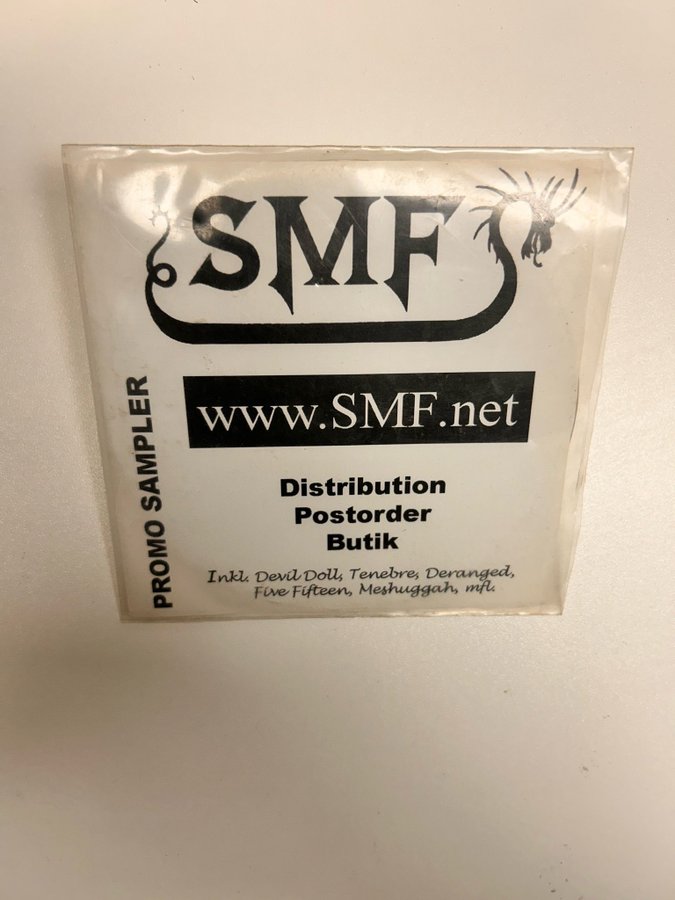 SMF
www.SMF.net
PROMO SAMPLER
Distribution
Postorder
Butik
Inkl. Devil Doll, Tenebre, Deranged,
Five Fifteen, Meshuggah, mfl.